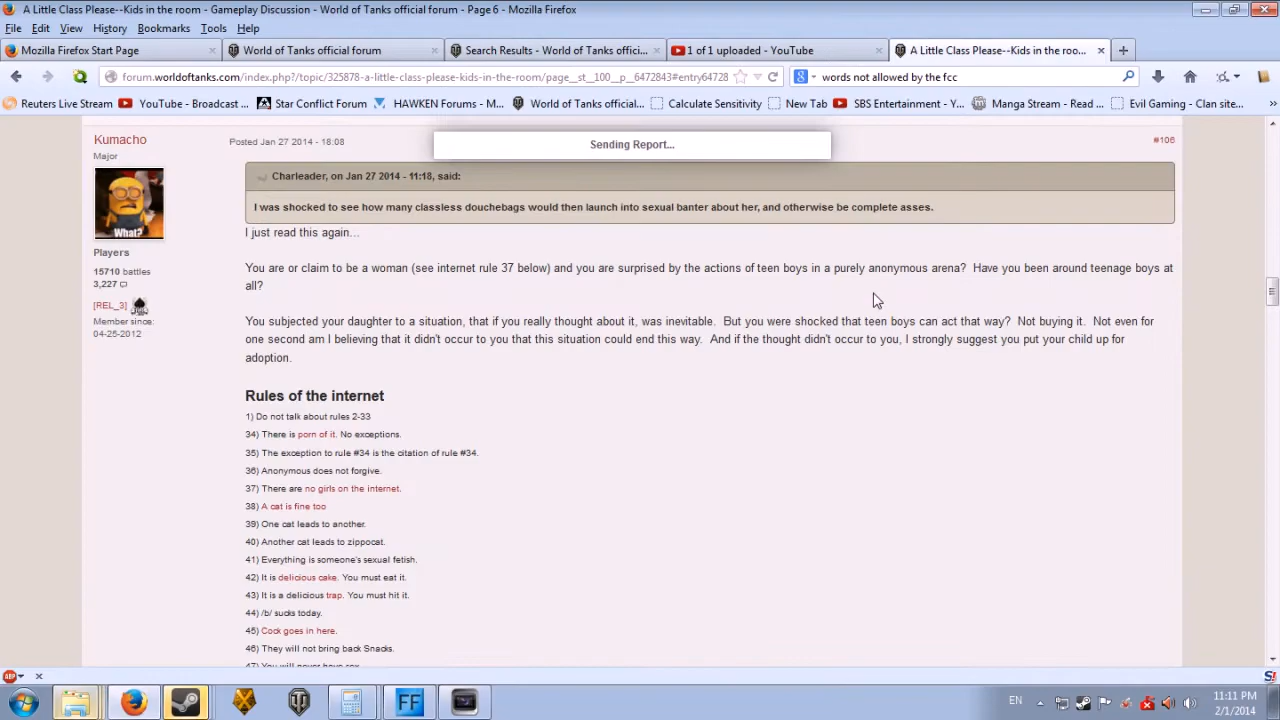 A Little Class Please--Kids in the room - Gameplay Discussion - World of Tanks official forum - Page 6 - Mozilla Firefox
File Edit View History Bookmarks Tools Help
Mozilla Firefox Start Page
World of Tanks official forum
Search Results - World of Tanks offici...
1 of 1 uploaded - YouTube
A Little Class Please--Kids in the roo...
forum.worldoftanks.com/index.php?/topic/325878-a-little-class-please-kids-in-the-room/page__st__100__p__6472843#entry64728
words not allowed by the fcc
Reuters Live Stream
YouTube - Broadcast ...
Star Conflict Forum
HAWKEN Forums - M...
World of Tanks official...
Calculate Sensitivity
New Tab
SBS Entertainment - Y...
Manga Stream - Read ...
Evil Gaming - Clan site...
Kumacho
Major
What?
Players
15710 battles
3,227
[REL_3]
Member since:
04-25-2012
Posted Jan 27 2014 - 18:08
Sending Report...
#106
Charleader, on Jan 27 2014 - 11:18, said:
I was shocked to see how many classless douchebags would then launch into sexual banter about her, and otherwise be complete asses.
I just read this again...
You are or claim to be a woman (see internet rule 37 below) and you are surprised by the actions of teen boys in a purely anonymous arena? Have you been around teenage boys at
all?
You subjected your daughter to a situation, that if you really thought about it, was inevitable. But you were shocked that teen boys can act that way? Not buying it. Not even for
one second am I believing that it didn't occur to you that this situation could end this way. And if the thought didn't occur to you, I strongly suggest you put your child up for
adoption.
Rules of the internet
1) Do not talk about rules 2-33
34) There is porn of it. No exceptions.
35) The exception to rule #34 is the citation of rule #34.
36) Anonymous does not forgive.
37) There are no girls on the internet.
38) A cat is fine too
39) One cat leads to another.
40) Another cat leads to zippocat.
41) Everything is someone's sexual fetish.
42) It is delicious cake. You must eat it.
43) It is a delicious trap. You must hit it.
44) /b/ sucks today.
45) Cock goes in here.
46) They will not bring back Snacks.
47) You will never have sex.
ABP
FF
EN
11:11 PM
2/1/2014